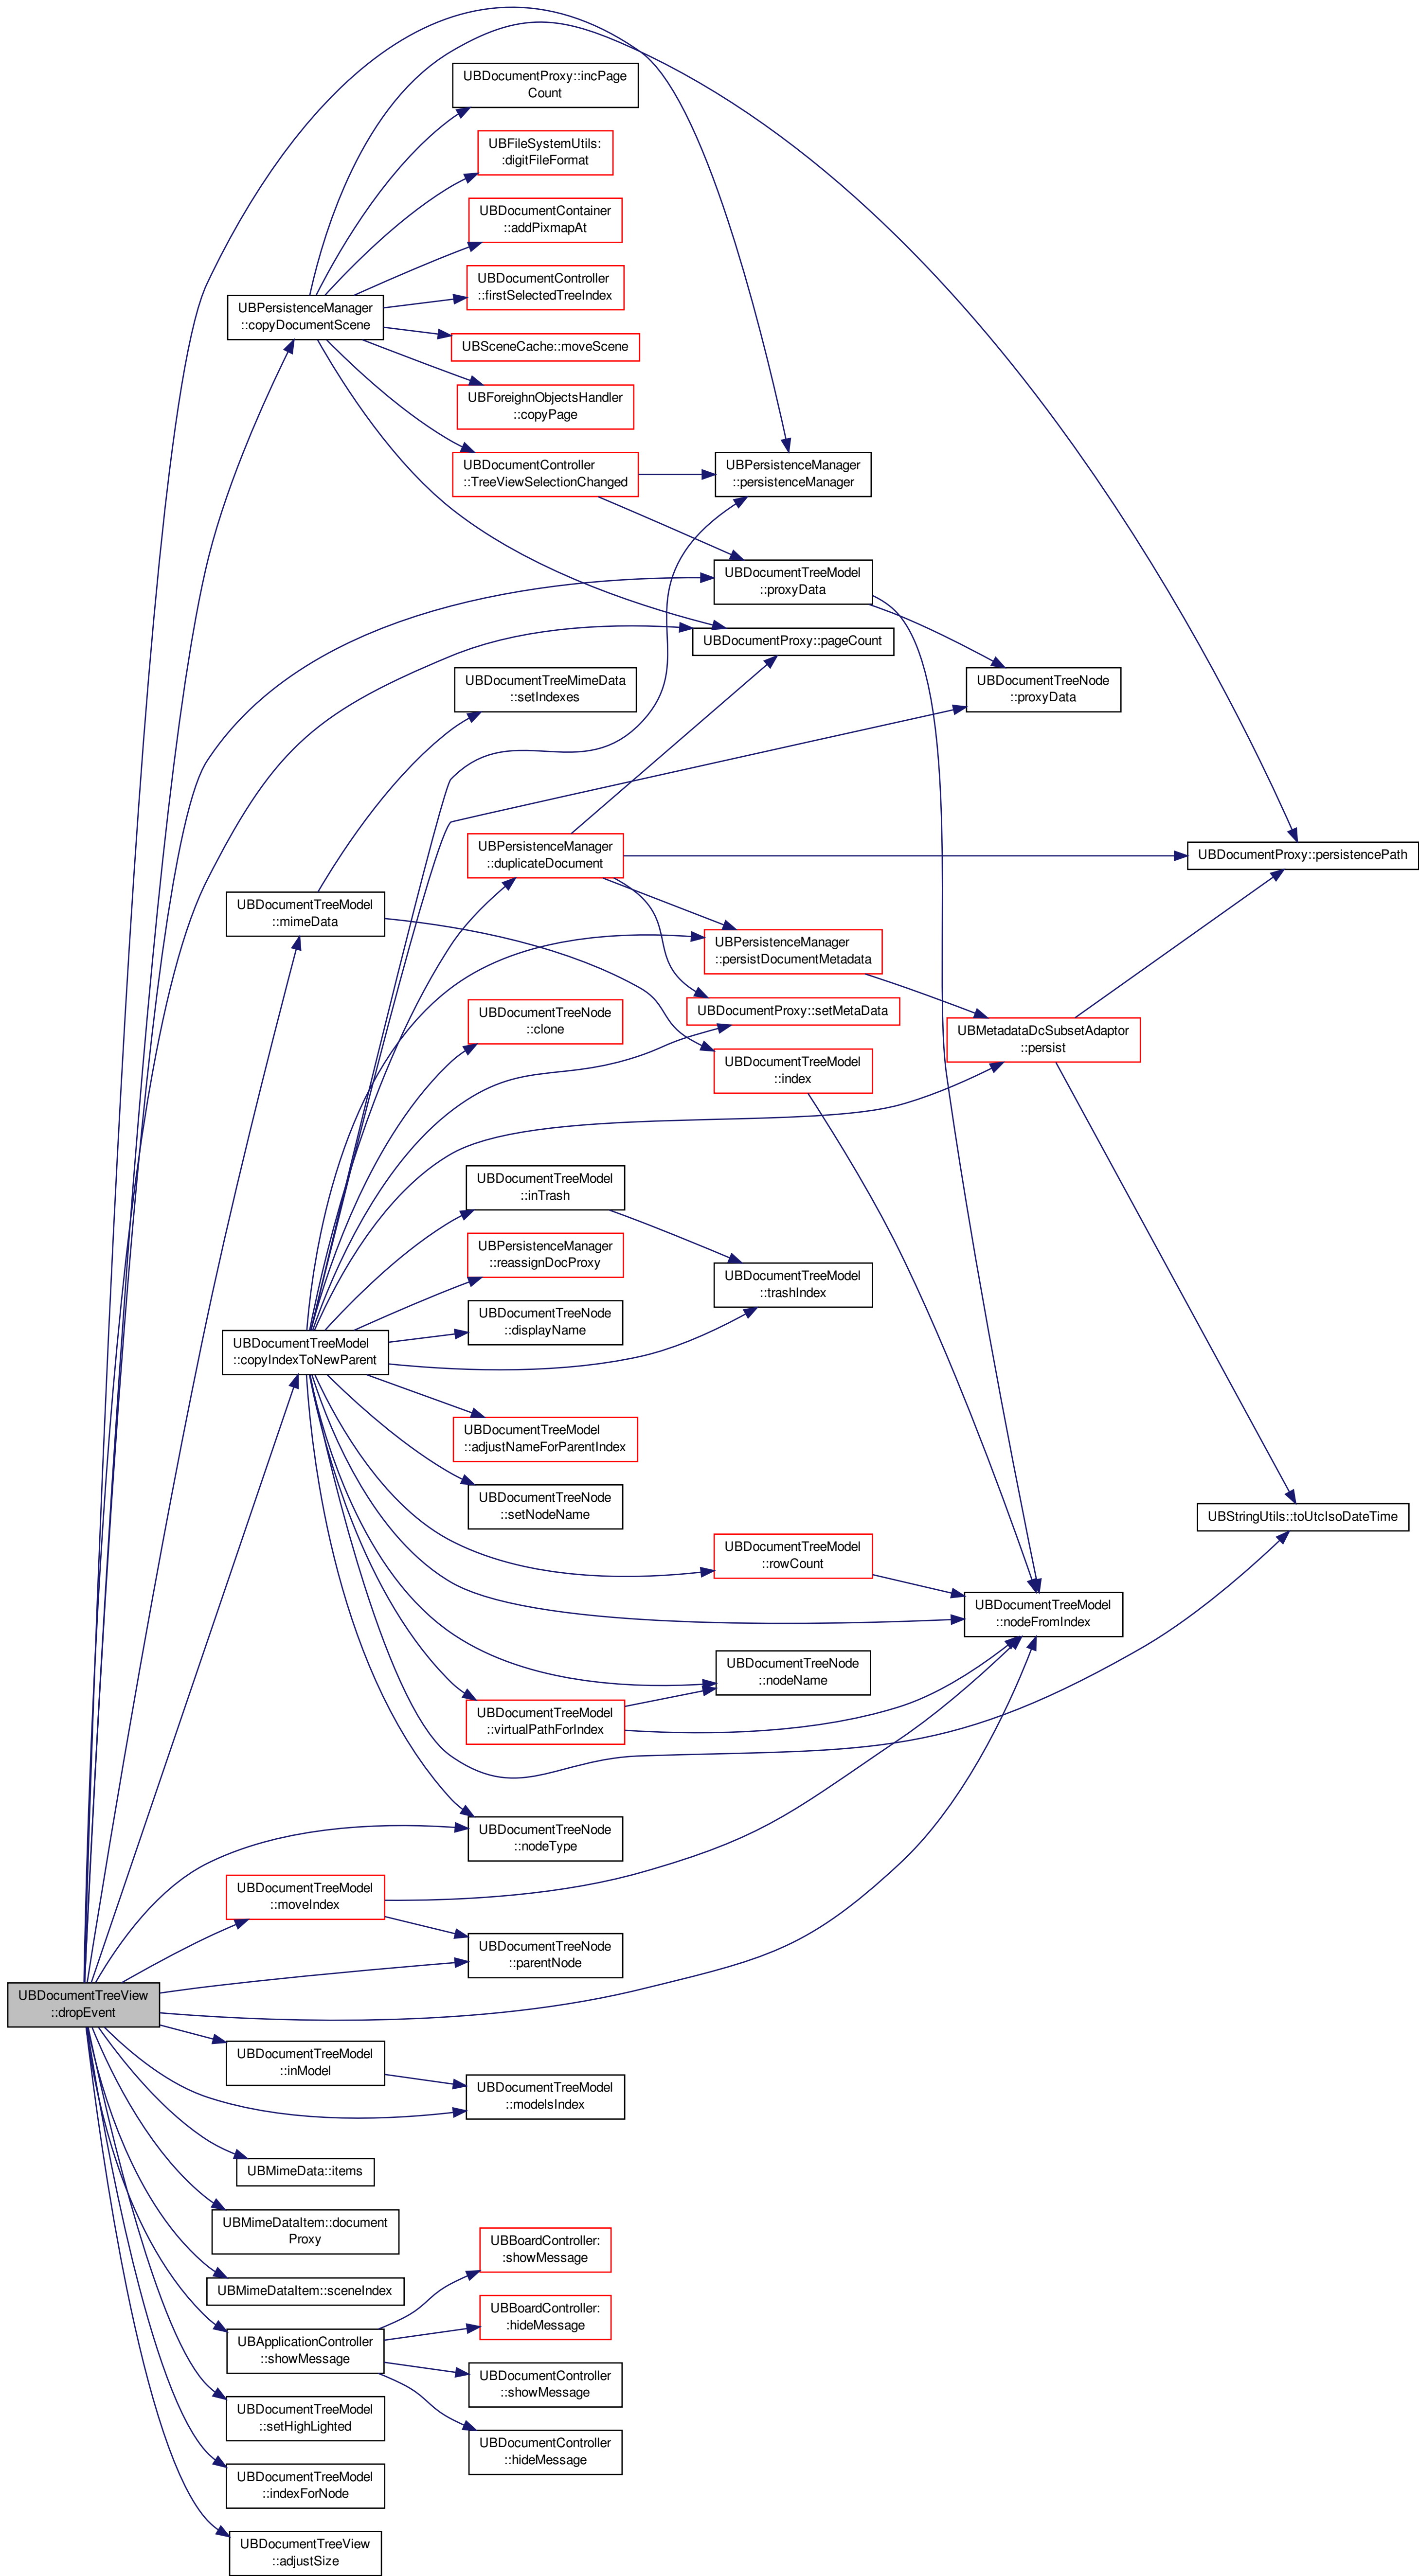 UBDocumentProxy::incPage
Count
UBFileSystemUtils:
:digitFileFormat
UBDocumentContainer
::addPixmapAt
UBDocumentController
::firstSelectedTreeIndex
UBPersistenceManager
::copyDocumentScene
UBSceneCache::moveScene
UBForeighnObjectsHandler
::copyPage
UBDocumentController
::TreeViewSelectionChanged
UBPersistenceManager
::persistenceManager
UBDocumentTreeModel
::proxyData
UBDocumentProxy::pageCount
UBDocumentTreeMimeData
::setIndexes
UBDocumentTreeNode
::proxyData
UBPersistenceManager
::duplicateDocument
UBDocumentProxy::persistencePath
UBDocumentTreeModel
::mimeData
UBPersistenceManager
::persistDocumentMetadata
UBDocumentTreeNode
::clone
UBDocumentProxy::setMetaData
UBMetadataDcSubsetAdaptor
::persist
UBDocumentTreeModel
::index
UBDocumentTreeModel
::inTrash
UBPersistenceManager
::reassignDocProxy
UBDocumentTreeModel
::trashIndex
UBDocumentTreeNode
::displayName
UBDocumentTreeModel
::copyIndexToNewParent
UBDocumentTreeModel
::adjustNameForParentIndex
UBDocumentTreeNode
::setNodeName
UBStringUtils::toUtcIsoDateTime
UBDocumentTreeModel
::rowCount
UBDocumentTreeModel
::nodeFromIndex
UBDocumentTreeNode
::nodeName
UBDocumentTreeModel
::virtualPathForIndex
UBDocumentTreeNode
::nodeType
UBDocumentTreeModel
::moveIndex
UBDocumentTreeNode
::parentNode
UBDocumentTreeView
::dropEvent
UBDocumentTreeModel
::inModel
UBDocumentTreeModel
::modelsIndex
UBMimeData::items
UBMimeDataItem::document
Proxy
UBBoardController:
:showMessage
UBMimeDataItem::sceneIndex
UBBoardController:
:hideMessage
UBApplicationController
::showMessage
UBDocumentController
::showMessage
UBDocumentTreeModel
::setHighLighted
UBDocumentController
::hideMessage
UBDocumentTreeModel
::indexForNode
UBDocumentTreeView
::adjustSize